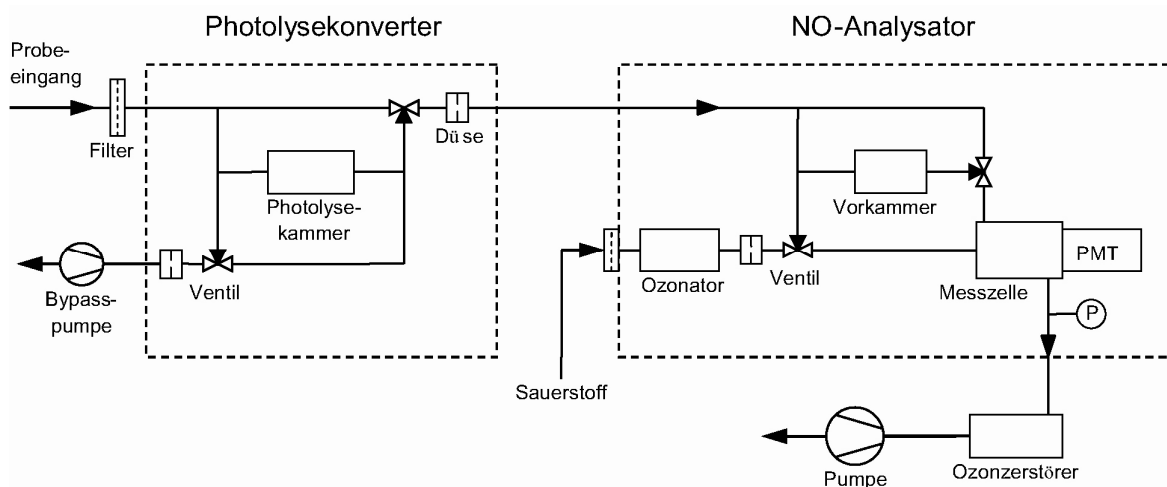 Photolysekonverter
NO-Analysator
Probe-
eingang
Filter
Düse
Photolyse-
kammer
Vorkammer
Bypass-
pumpe
Ventil
Ozonator
Ventil
Messzelle
PMT
P
Sauerstoff
Pumpe
Ozonzerstörer